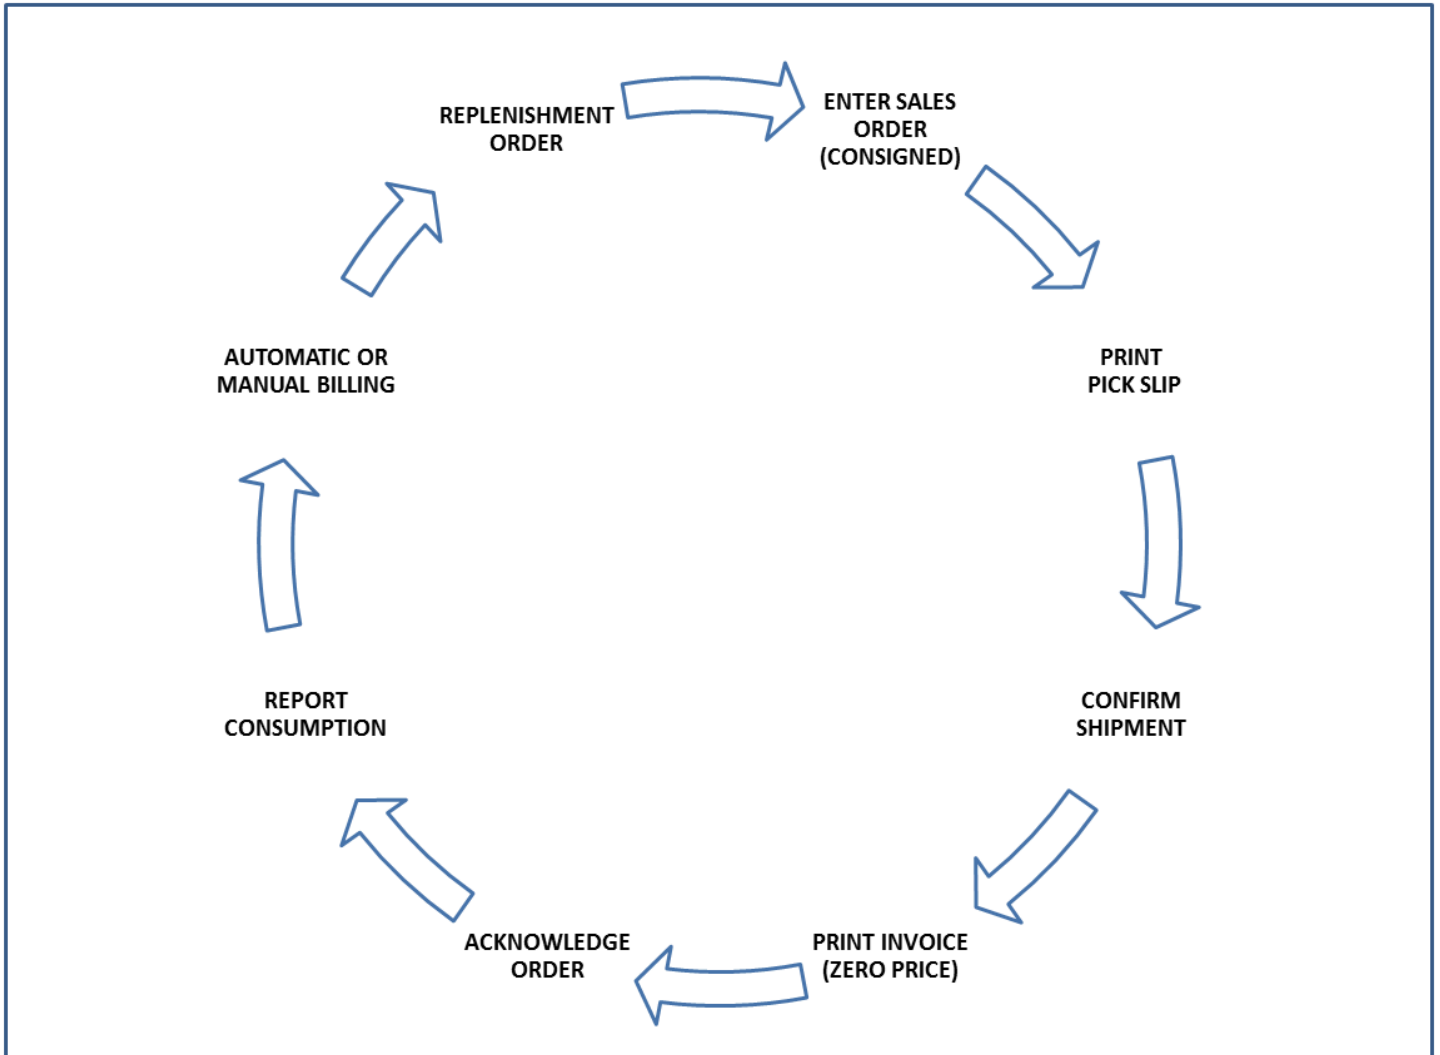 REPLENISHMENT
ORDER
ENTER SALES
ORDER
(CONSIGNED)
PRINT
PICK SLIP
CONFIRM
SHIPMENT
PRINT INVOICE
(ZERO PRICE)
ACKNOWLEDGE
ORDER
REPORT
CONSUMPTION
AUTOMATIC OR
MANUAL BILLING